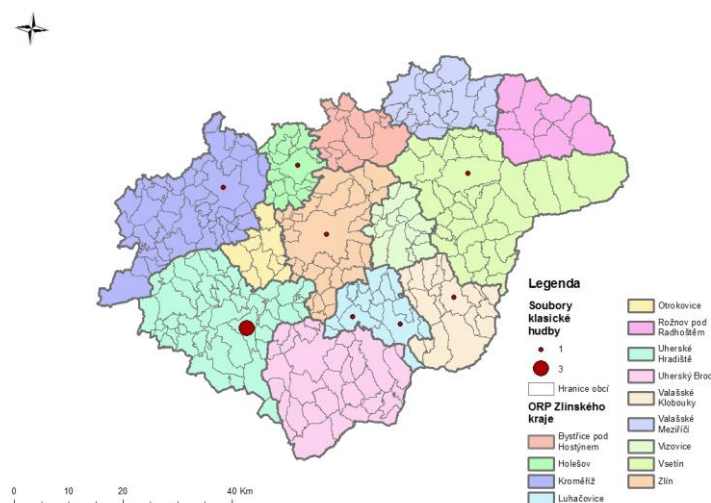 Legenda
Soubory
klasické
hudby
1
3
Hranice obcí
ORP Zlínského
kraje
Bystřice pod
Hostýnem
Holešov
Kroměříž
Luhačovice
Otrokovice
Rožnov pod
Radhoštěm
Uherské
Hradiště
Uherský Brod
Valašské
Klobouky
Valašské
Meziříčí
Vizovice
Vsetín
Zlín
0 10 20 40 Km